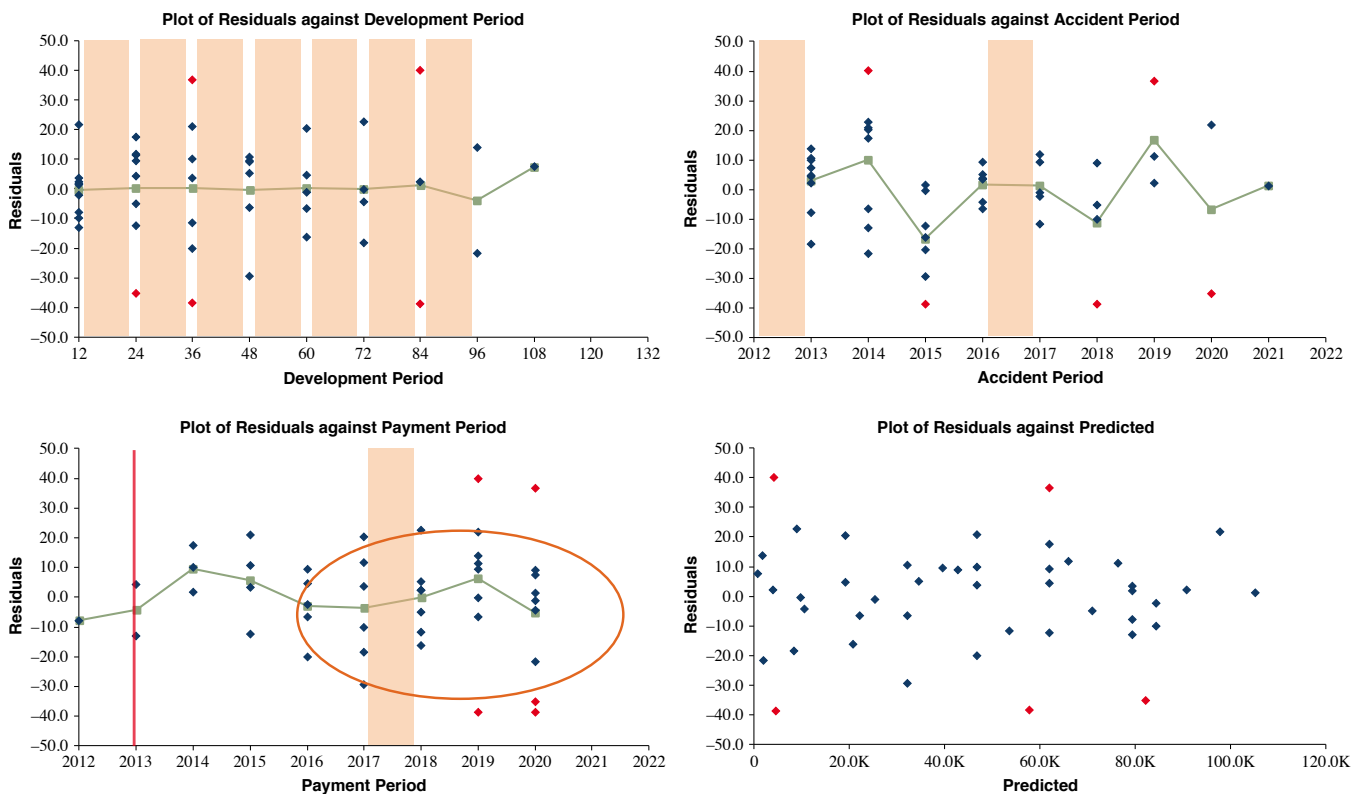 Plot of Residuals against Development Period
50.0
40.0
30.0
20.0
10.0
0.0
–10.0
–20.0
–30.0
–40.0
–50.0
Residuals
12 24 36 48 60 72 84 96 108 120 132
Development Period
Plot of Residuals against Accident Period
50.0
40.0
30.0
20.0
10.0
0.0
–10.0
–20.0
–30.0
–40.0
–50.0
Residuals
2012 2013 2014 2015 2016 2017 2018 2019 2020 2021 2022
Accident Period
Plot of Residuals against Payment Period
50.0
40.0
30.0
20.0
10.0
0.0
–10.0
–20.0
–30.0
–40.0
–50.0
Residuals
2012 2013 2014 2015 2016 2017 2018 2019 2020 2021 2022
Payment Period
Plot of Residuals against Predicted
50.0
40.0
30.0
20.0
10.0
0.0
–10.0
–20.0
–30.0
–40.0
–50.0
Residuals
0 20.0K 40.0K 60.0K 80.0K 100.0K 120.0K
Predicted